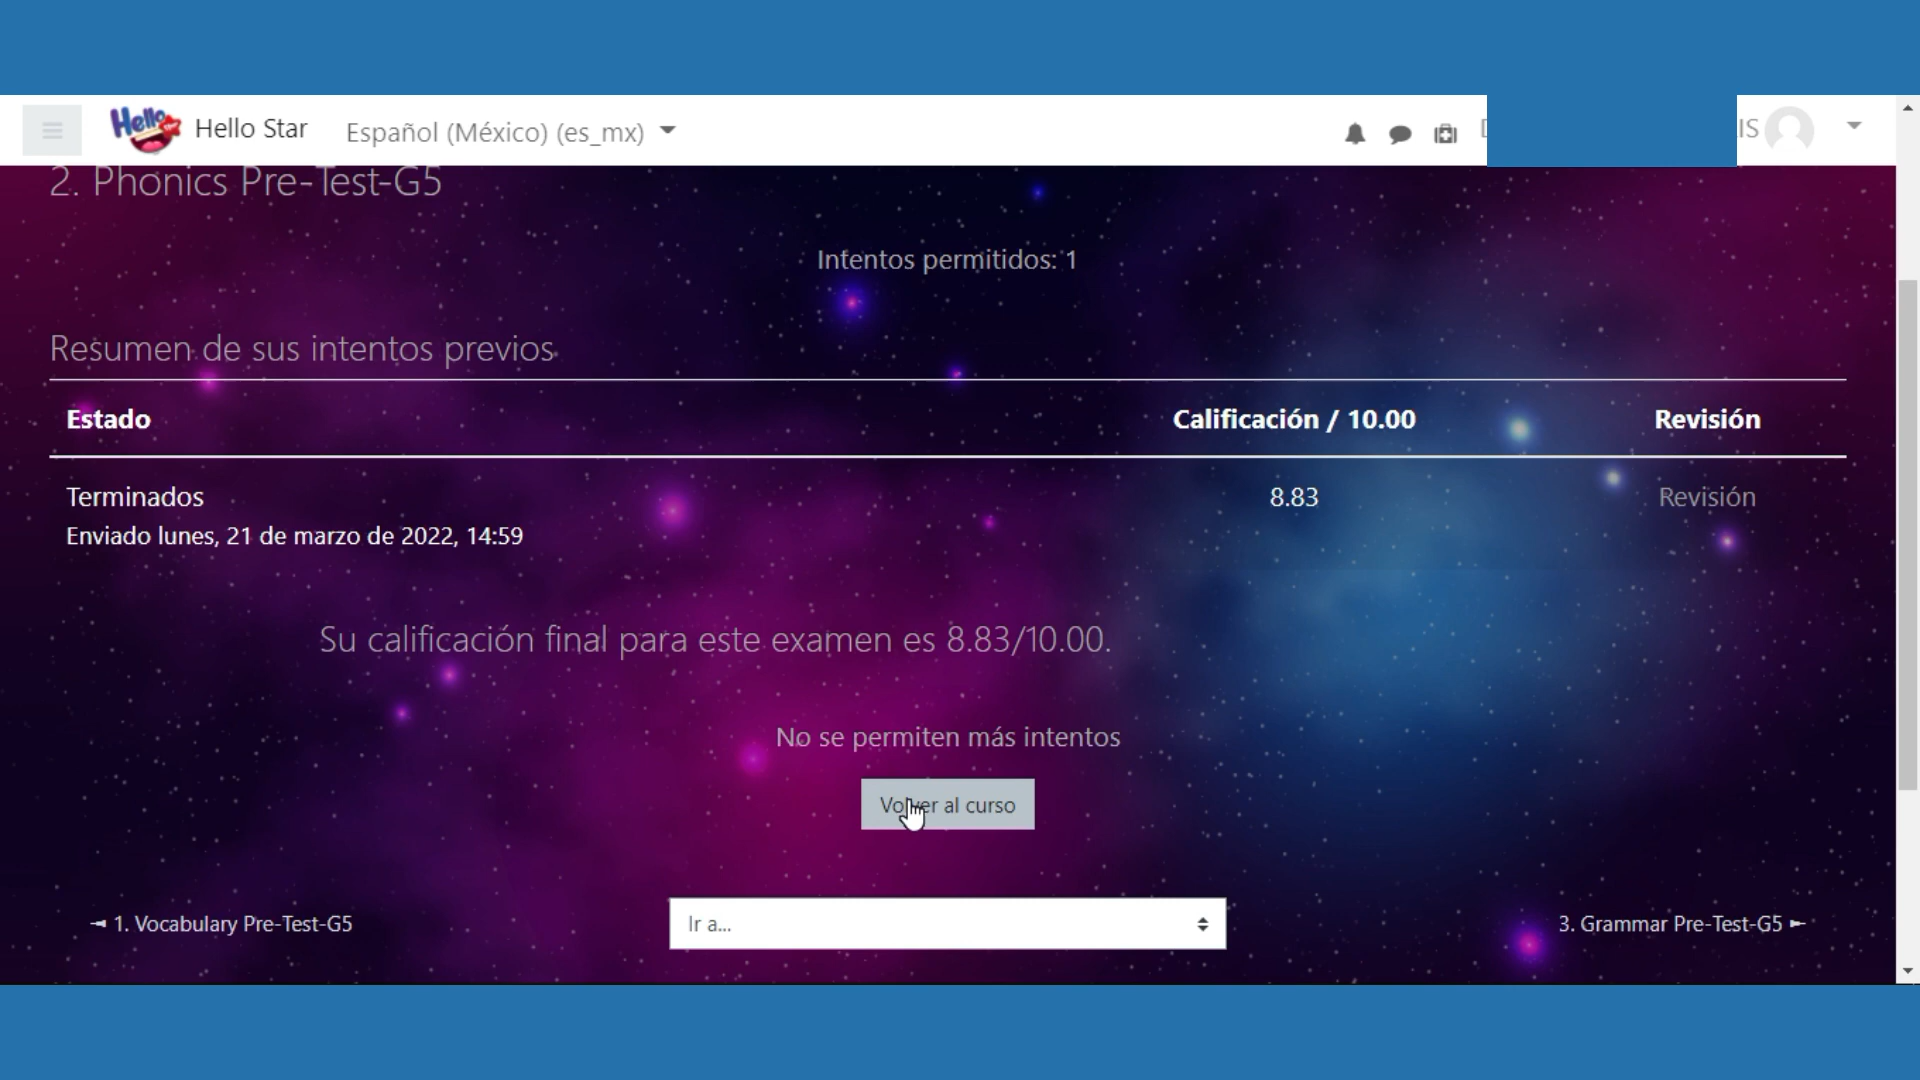 Hello
Hello Star
Español (México) (es_mx)
IS
2. Phonics Pre-Test-G5
Intentos permitidos: 1
Resumen de sus intentos previos
Estado Calificación / 10.00 Revisión
Terminados 8.83 Revisión
Enviado lunes, 21 de marzo de 2022, 14:59
Su calificación final para este examen es 8.83/10.00.
No se permiten más intentos
Volver al curso
◄ 1. Vocabulary Pre-Test-G5
Ir a...
3. Grammar Pre-Test-G5 ►